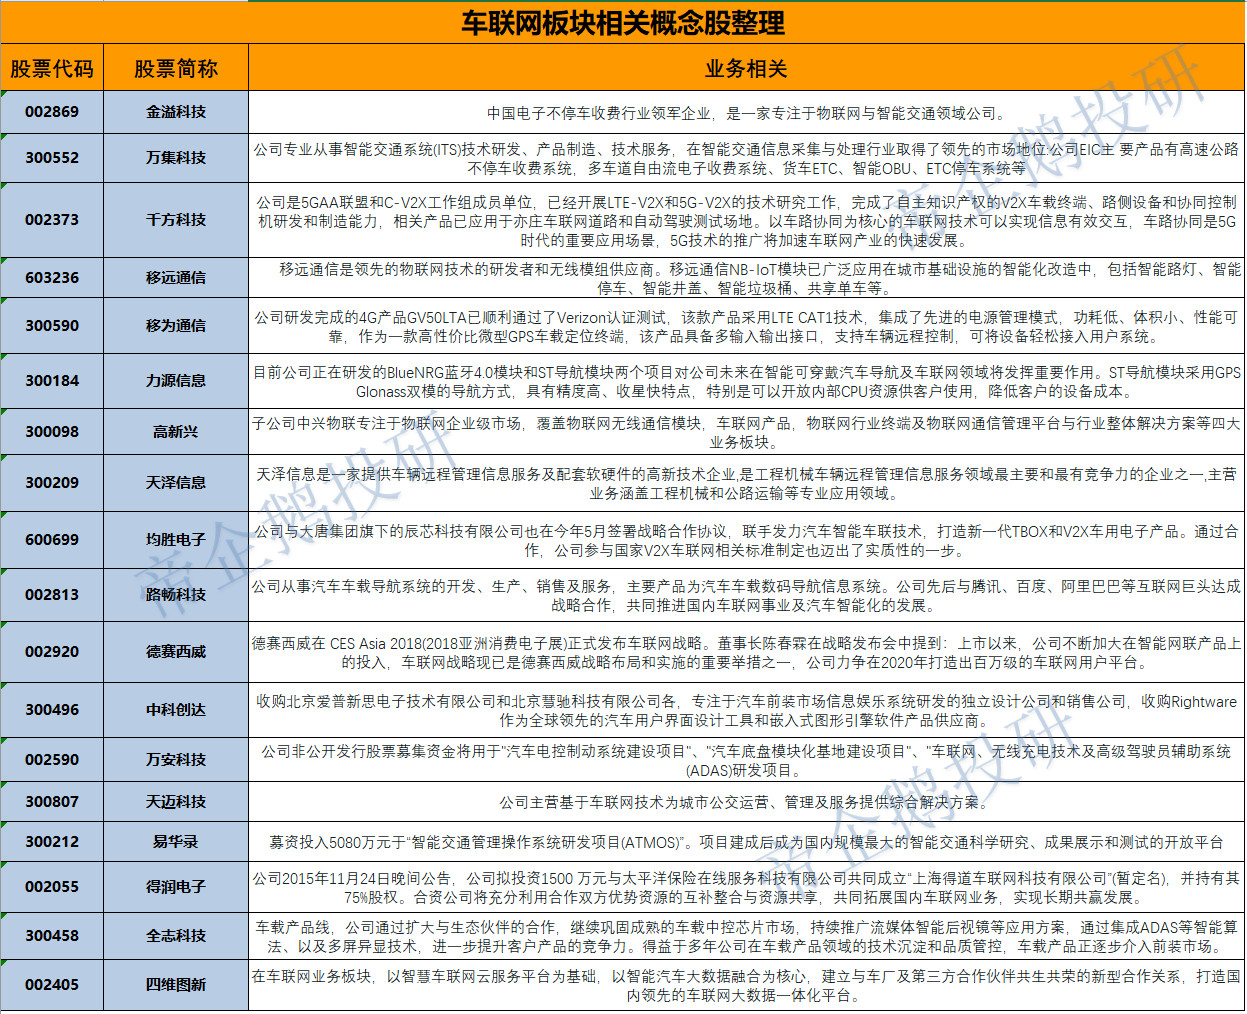 车联网板块相关概念股整理
股票代码 股票简称 业务相关
002869 金溢科技 中国电子不停车收费行业领军企业，是一家专注于物联网与智能交通领域公司。
300552 万集科技 公司专业从事智能交通系统(ITS)技术研发、产品制造、技术服务，在智能交通信息采集与处理行业取得了领先的市场地位:公司EIC主 要产品有高速公路
不停车收费系统，多车道自由流电子收费系统、货车ETC、智能OBU、ETC停车系统等
002373 千方科技 公司是5GAA联盟和C-V2X工作组成员单位，已经开展LTE-V2X和5G-V2X的技术研究工作，完成了自主知识产权的V2X车载终端、路侧设备和协同控制
机研发和制造能力，相关产品已应用于亦庄车联网道路和自动驾驶测试场地。以车路协同为核心的车联网技术可以实现信息有效交互，车路协同是5G
时代的重要应用场景，5G技术的推广将加速车联网产业的快速发展。
603236 移远通信 移远通信是领先的物联网技术的研发者和无线模组供应商。移远通信NB-IoT模块已广泛应用在城市基础设施的智能化改造中，包括智能路灯、智能
停车、智能井盖、智能垃圾桶、共享单车等。
300590 移为通信 公司研发完成的4G产品GV50LTA已顺利通过了Verizon认证测试，该款产品采用LTE CAT1技术，集成了先进的电源管理模式，功耗低、体积小、性能可
靠，作为一款高性价比微型GPS车载定位终端，该产品具备多输入输出接口，支持车辆远程控制，可将设备轻松接入用户系统。
300184 力源信息 目前公司正在研发的BlueNRG蓝牙4.0模块和ST导航模块两个项目对公司未来在智能可穿戴汽车导航及车联网领域将发挥重要作用。ST导航模块采用GPS
Glonass双模的导航方式，具有精度高、收星快特点，特别是可以开放内部CPU资源供客户使用，降低客户的设备成本。
300098 高新兴 子公司中兴物联专注于物联网企业级市场，覆盖物联网无线通信模块，车联网产品，物联网行业终端及物联网通信管理平台与行业整体解决方案等四大
业务板块。
300209 天泽信息 天泽信息是一家提供车辆远程管理信息服务及配套软硬件的高新技术企业,是工程机械车辆远程管理信息服务领域最主要和最有竞争力的企业之一,主营
业务涵盖工程机械和公路运输等专业应用领域。
600699 均胜电子 公司与大唐集团旗下的辰芯科技有限公司也在今年5月签署战略合作协议，联手发力汽车智能车联技术，打造新一代TBOX和V2X车用电子产品。通过合
作，公司参与国家V2X车联网相关标准制定也迈出了实质性的一步。
002813 路畅科技 公司从事汽车车载导航系统的开发、生产、销售及服务，主要产品为汽车车载数码导航信息系统。公司先后与腾讯、百度、阿里巴巴等互联网巨头达成
战略合作，共同推进国内车联网事业及汽车智能化的发展。
002920 德赛西威 德赛西威在 CES Asia 2018(2018亚洲消费电子展)正式发布车联网战略。董事长陈春霖在战略发布会中提到：上市以来，公司不断加大在智能网联产品上
的投入，车联网战略现已是德赛西威战略布局和实施的重要举措之一，公司力争在2020年打造出百万级的车联网用户平台。
300496 中科创达 收购北京爱普新思电子技术有限公司和北京慧驰科技有限公司各，专注于汽车前装市场信息娱乐系统研发的独立设计公司和销售公司，收购Rightware
作为全球领先的汽车用户界面设计工具和嵌入式图形引擎软件产品供应商。
002590 万安科技 公司非公开发行股票募集资金将用于"汽车电控制动系统建设项目"、"汽车底盘模块化基地建设项目"、"车联网、无线充电技术及高级驾驶员辅助系统
(ADAS)研发项目。
300807 天迈科技 公司主营基于车联网技术为城市公交运营、管理及服务提供综合解决方案。
300212 易华录 募资投入5080万元于“智能交通管理操作系统研发项目(ATMOS)”。项目建成后成为国内规模最大的智能交通科学研究、成果展示和测试的开放平台
002055 得润电子 公司2015年11月24日晚间公告，公司拟投资1500 万元与太平洋保险在线服务科技有限公司共同成立“上海得道车联网科技有限公司”(暂定名)，并持有其
75%股权。合资公司将充分利用合作双方优势资源的互补整合与资源共享，共同拓展国内车联网业务，实现长期共赢发展。
300458 全志科技 车载产品线，公司通过扩大与生态伙伴的合作，继续巩固成熟的车载中控芯片市场，持续推广流媒体智能后视镜等应用方案，通过集成ADAS等智能算
法、以及多屏异显技术，进一步提升客户产品的竞争力。得益于多年公司在车载产品领域的技术沉淀和品质管控，车载产品正逐步介入前装市场。
002405 四维图新 在车联网业务板块，以智慧车联网云服务平台为基础，以智能汽车大数据融合为核心，建立与车厂及第三方合作伙伴共生共荣的新型合作关系，打造国
内领先的车联网大数据一体化平台。
帝企鹅投研
帝企鹅投研
帝企鹅投研